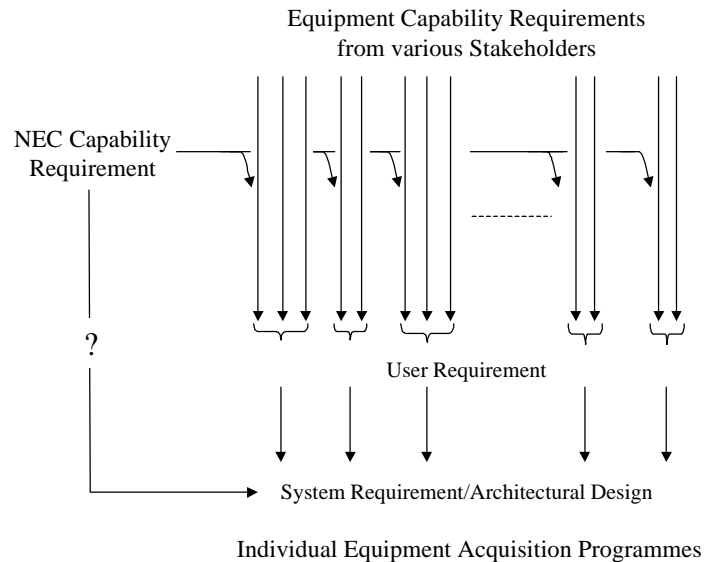 Equipment Capability Requirements
from various Stakeholders
NEC Capability
Requirement
?
User Requirement
System Requirement/Architectural Design
Individual Equipment Acquisition Programmes